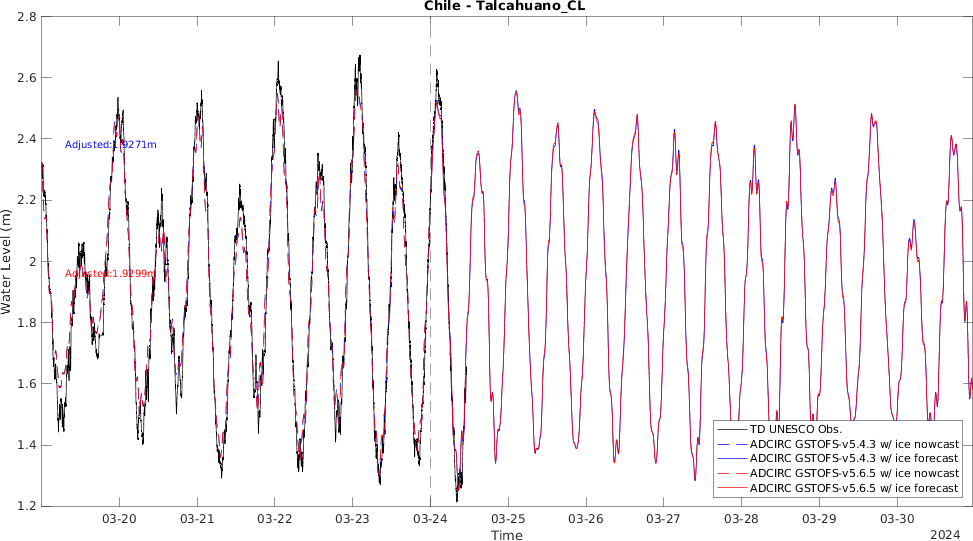 Chile - Talcahuano_CL
2.8
2.6
2.4
2.2
2
1.8
1.6
1.4
1.2
Water Level (m)
Adjusted:1.9271m
Adjusted:1.9299m
TD UNESCO Obs.
ADCIRC GSTOFS-v5.4.3 w/ ice nowcast
ADCIRC GSTOFS-v5.4.3 w/ ice forecast
ADCIRC GSTOFS-v5.6.5 w/ ice nowcast
ADCIRC GSTOFS-v5.6.5 w/ ice forecast
03-20 03-21 03-22 03-23 03-24 03-25 03-26 03-27 03-28 03-29 03-30
Time
2024